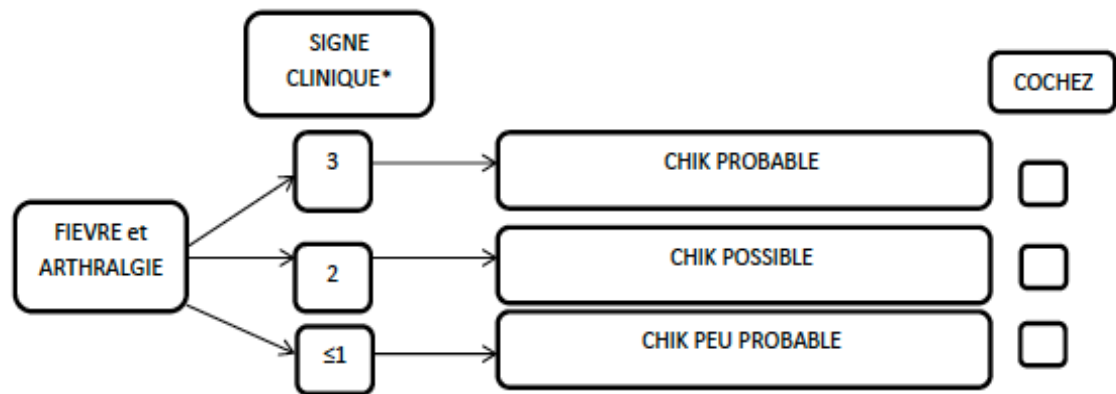 SIGNE
CLINIQUE*
COCHEZ
3
CHIK PROBABLE
FIEVRE et
ARTHRALGIE
2
CHIK POSSIBLE
≤1
CHIK PEU PROBABLE